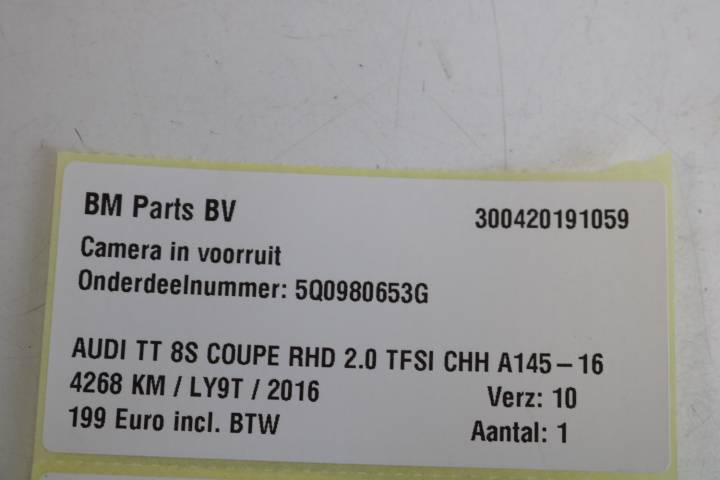 BM Parts BV 300420191059
Camera in voorruit
Onderdeelnummer: 5Q0980653G
AUDI TT 8S COUPE RHD 2.0 TFSI CHH A145-16
4268 KM / LY9T / 2016 Verz: 10
199 Euro incl. BTW Aantal: 1